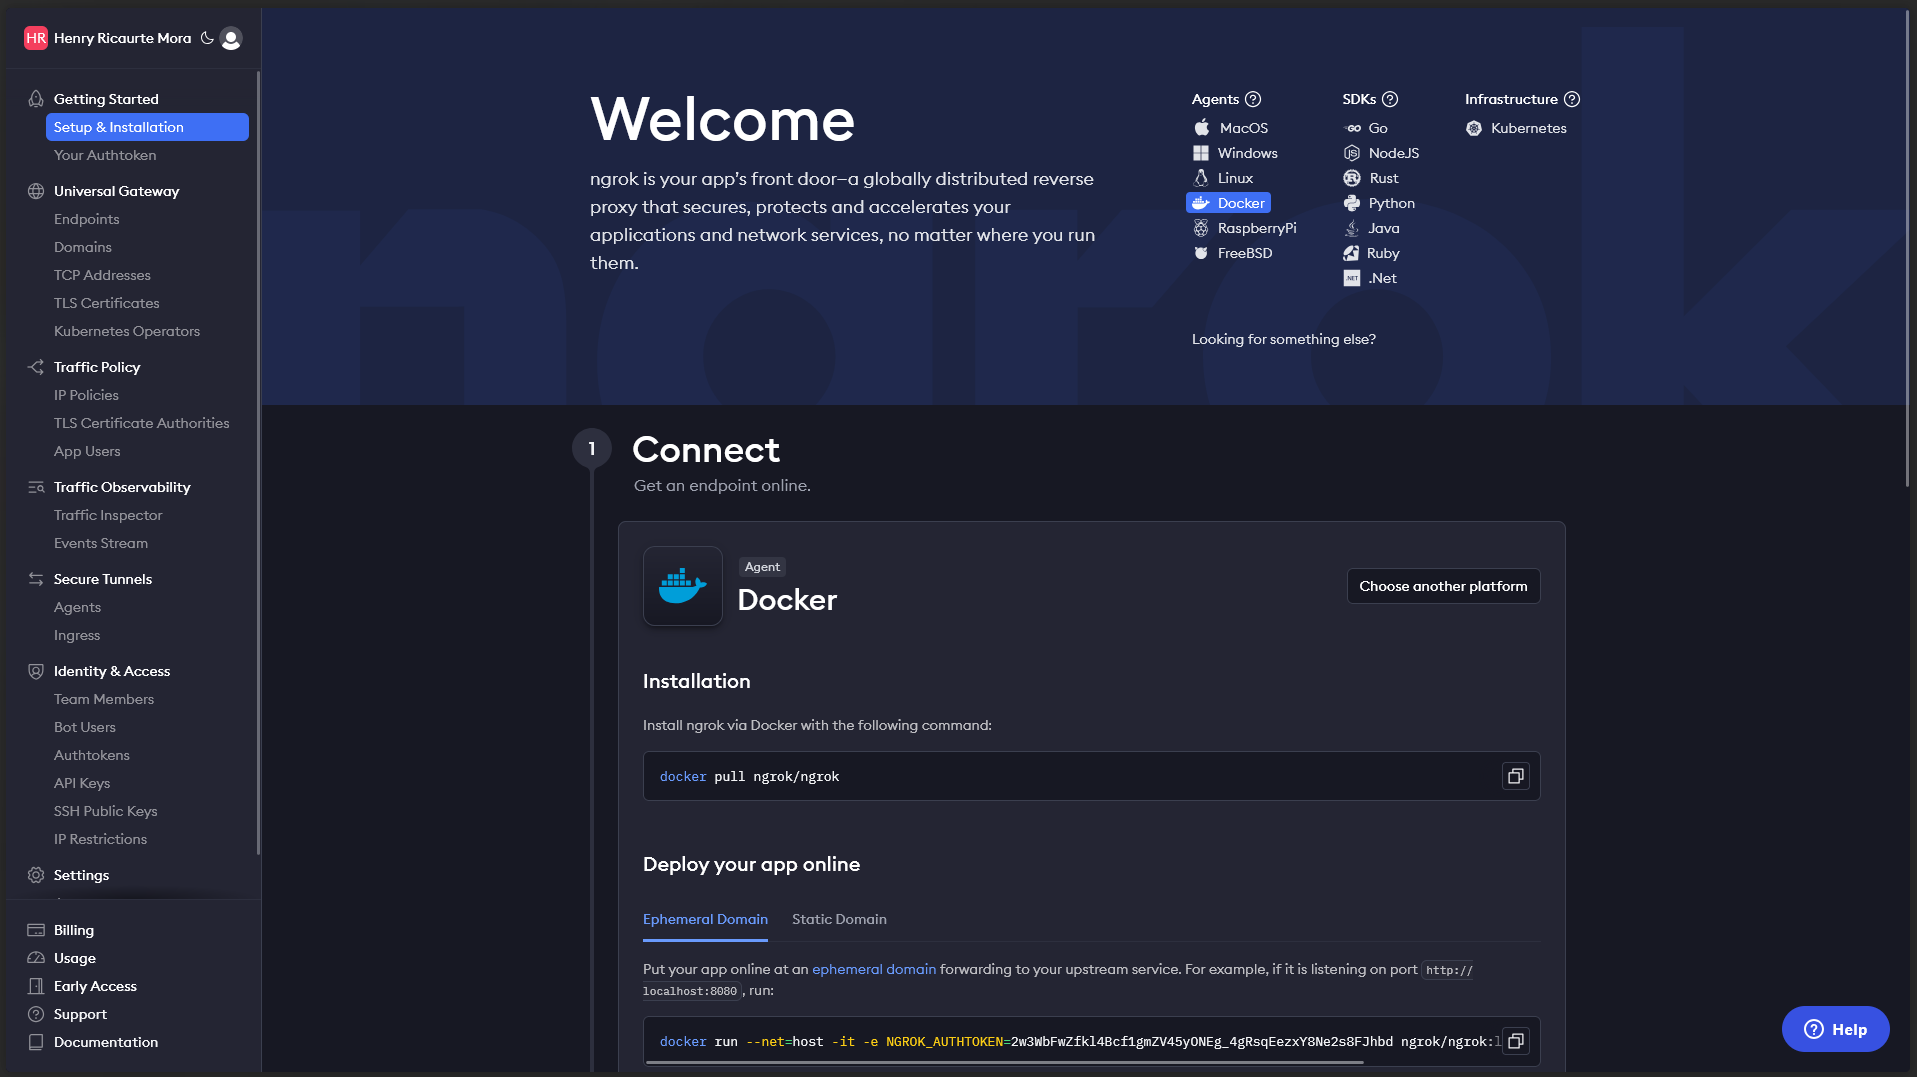 HR Henry Ricaurte Mora
Getting Started
Setup & Installation
Your Authtoken
Universal Gateway
Endpoints
Domains
TCP Addresses
TLS Certificates
Kubernetes Operators
Traffic Policy
IP Policies
TLS Certificate Authorities
App Users
Traffic Observability
Traffic Inspector
Events Stream
Secure Tunnels
Agents
Ingress
Identity & Access
Team Members
Bot Users
Authtokens
API Keys
SSH Public Keys
IP Restrictions
Settings
Billing
Usage
Early Access
Support
Documentation
ngrok
Welcome
ngrok is your app's front door—a globally distributed reverse
proxy that secures, protects and accelerates your
applications and network services, no matter where you run
them.
Agents
MacOS
Windows
Linux
Docker
RaspberryPi
FreeBSD
SDKs
Go
NodeJS
Rust
Python
Java
Ruby
.Net
Infrastructure
Kubernetes
Looking for something else?
1
Connect
Get an endpoint online.
Agent
Docker
Choose another platform
Installation
Install ngrok via Docker with the following command:
docker pull ngrok/ngrok
Deploy your app online
Ephemeral Domain Static Domain
Put your app online at an ephemeral domain forwarding to your upstream service. For example, if it is listening on port http://
localhost:8080, run:
docker run --net=host -it -e NGROK_AUTHTOKEN=2w3WbFwZfkl4Bcf1gmZV45yONEg_4gRsqEezxY8Ne2s8FJhbd ngrok/ngrok:l
Help